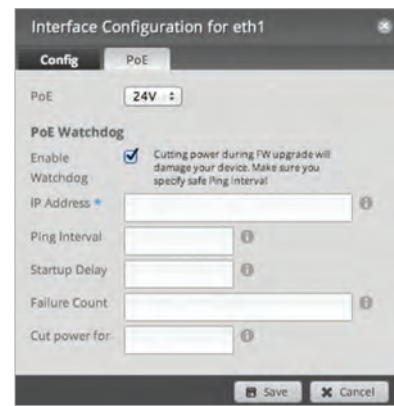 Interface Configuration for eth1
Config PoE
PoE 24V
PoE Watchdog
Enable Watchdog
Cutting power during FW upgrade will
damage your device. Make sure you
specify safe Ping Interval
IP Address *
Ping Interval
Startup Delay
Failure Count
Cut power for
Save Cancel